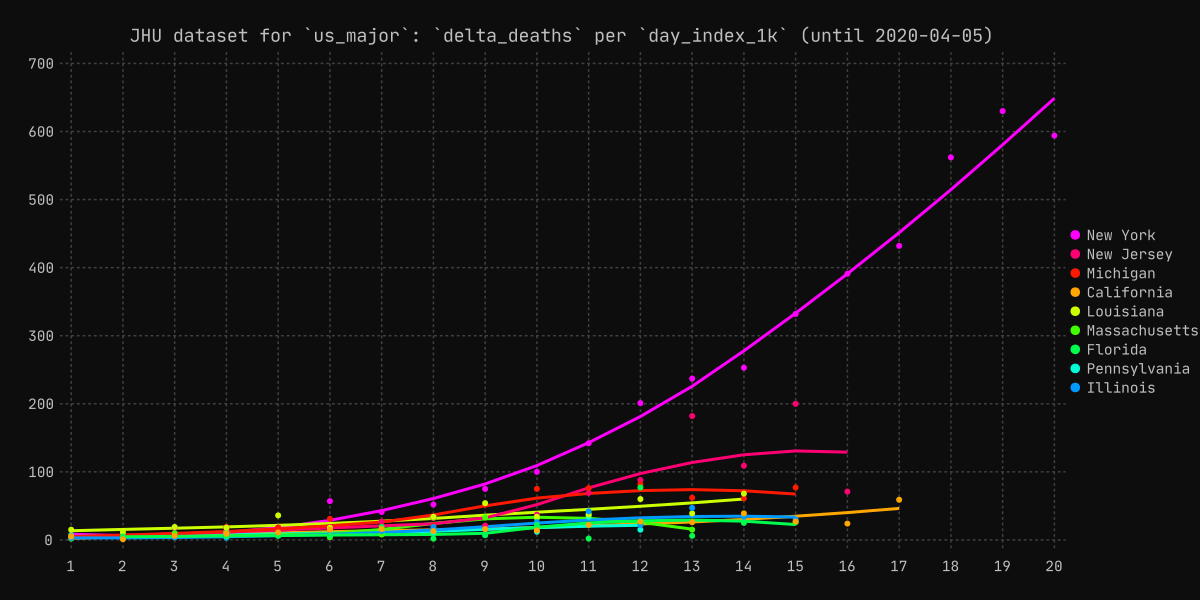 JHU dataset for `us_major`: `delta_deaths` per `day_index_1k` (until 2020-04-05)
700
600
500
400
300
200
100
0
1 2 3 4 5 6 7 8 9 10 11 12 13 14 15 16 17 18 19 20
New York
New Jersey
Michigan
California
Louisiana
Massachusetts
Florida
Pennsylvania
Illinois